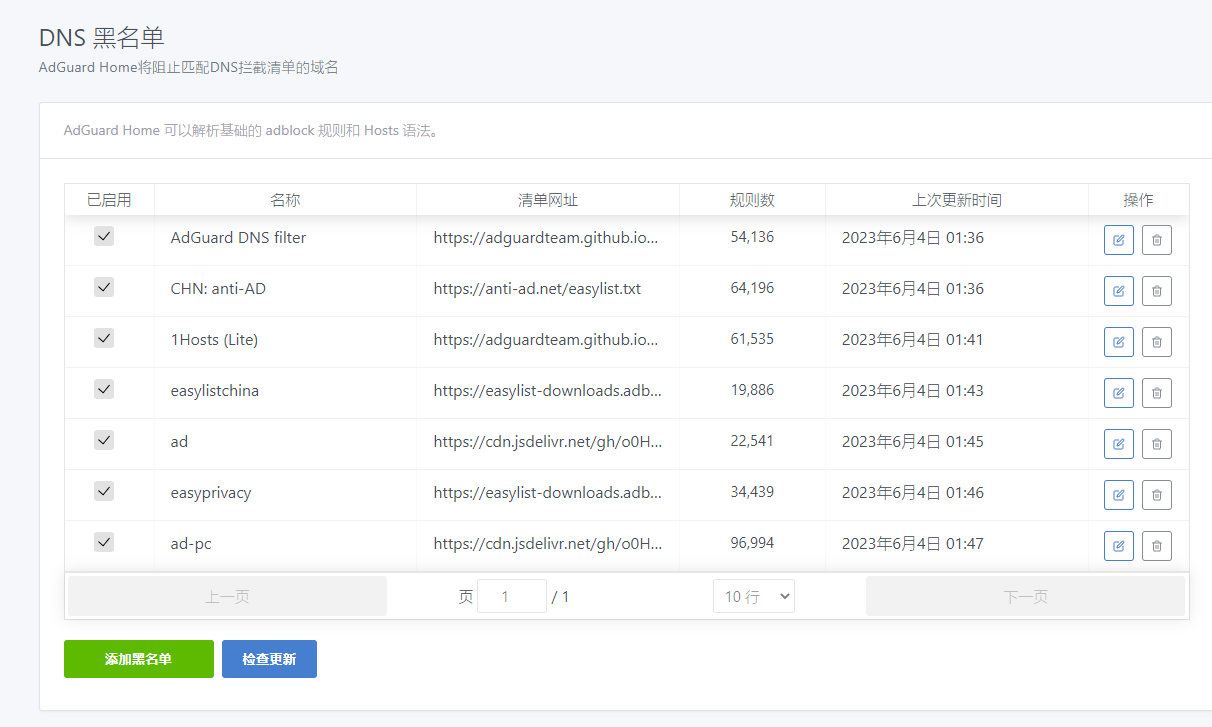 DNS 黑名单
AdGuard Home将阻止匹配DNS拦截清单的域名
AdGuard Home 可以解析基础的 adblock 规则和 Hosts 语法。
已启用 名称 清单网址 规则数 上次更新时间 操作
AdGuard DNS filter https://adguardteam.github.io... 54,136 2023年6月4日 01:36
CHN: anti-AD https://anti-ad.net/easylist.txt 64,196 2023年6月4日 01:36
1Hosts (Lite) https://adguardteam.github.io... 61,535 2023年6月4日 01:41
easylistchina https://easylist-downloads.adb... 19,886 2023年6月4日 01:43
ad https://cdn.jsdelivr.net/gh/o0H... 22,541 2023年6月4日 01:45
easyprivacy https://easylist-downloads.adb... 34,439 2023年6月4日 01:46
ad-pc https://cdn.jsdelivr.net/gh/o0H... 96,994 2023年6月4日 01:47
上一页 页 1 / 1 10 行 下一页
添加黑名单 检查更新